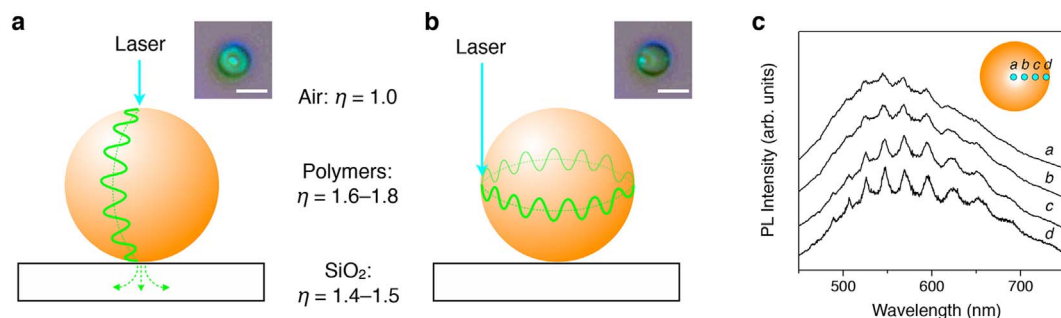 a
Laser
b
Laser
Air: η = 1.0
Polymers:
η = 1.6–1.8
SiO₂:
η = 1.4–1.5
c
PL Intensity (arb. units)
a b c d
a
b
c
d
450 500 600 700
Wavelength (nm)